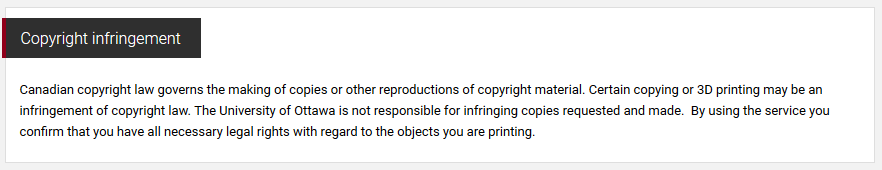 Copyright infringement
Canadian copyright law governs the making of copies or other reproductions of copyright material. Certain copying or 3D printing may be an
infringement of copyright law. The University of Ottawa is not responsible for infringing copies requested and made.  By using the service you
confirm that you have all necessary legal rights with regard to the objects you are printing.